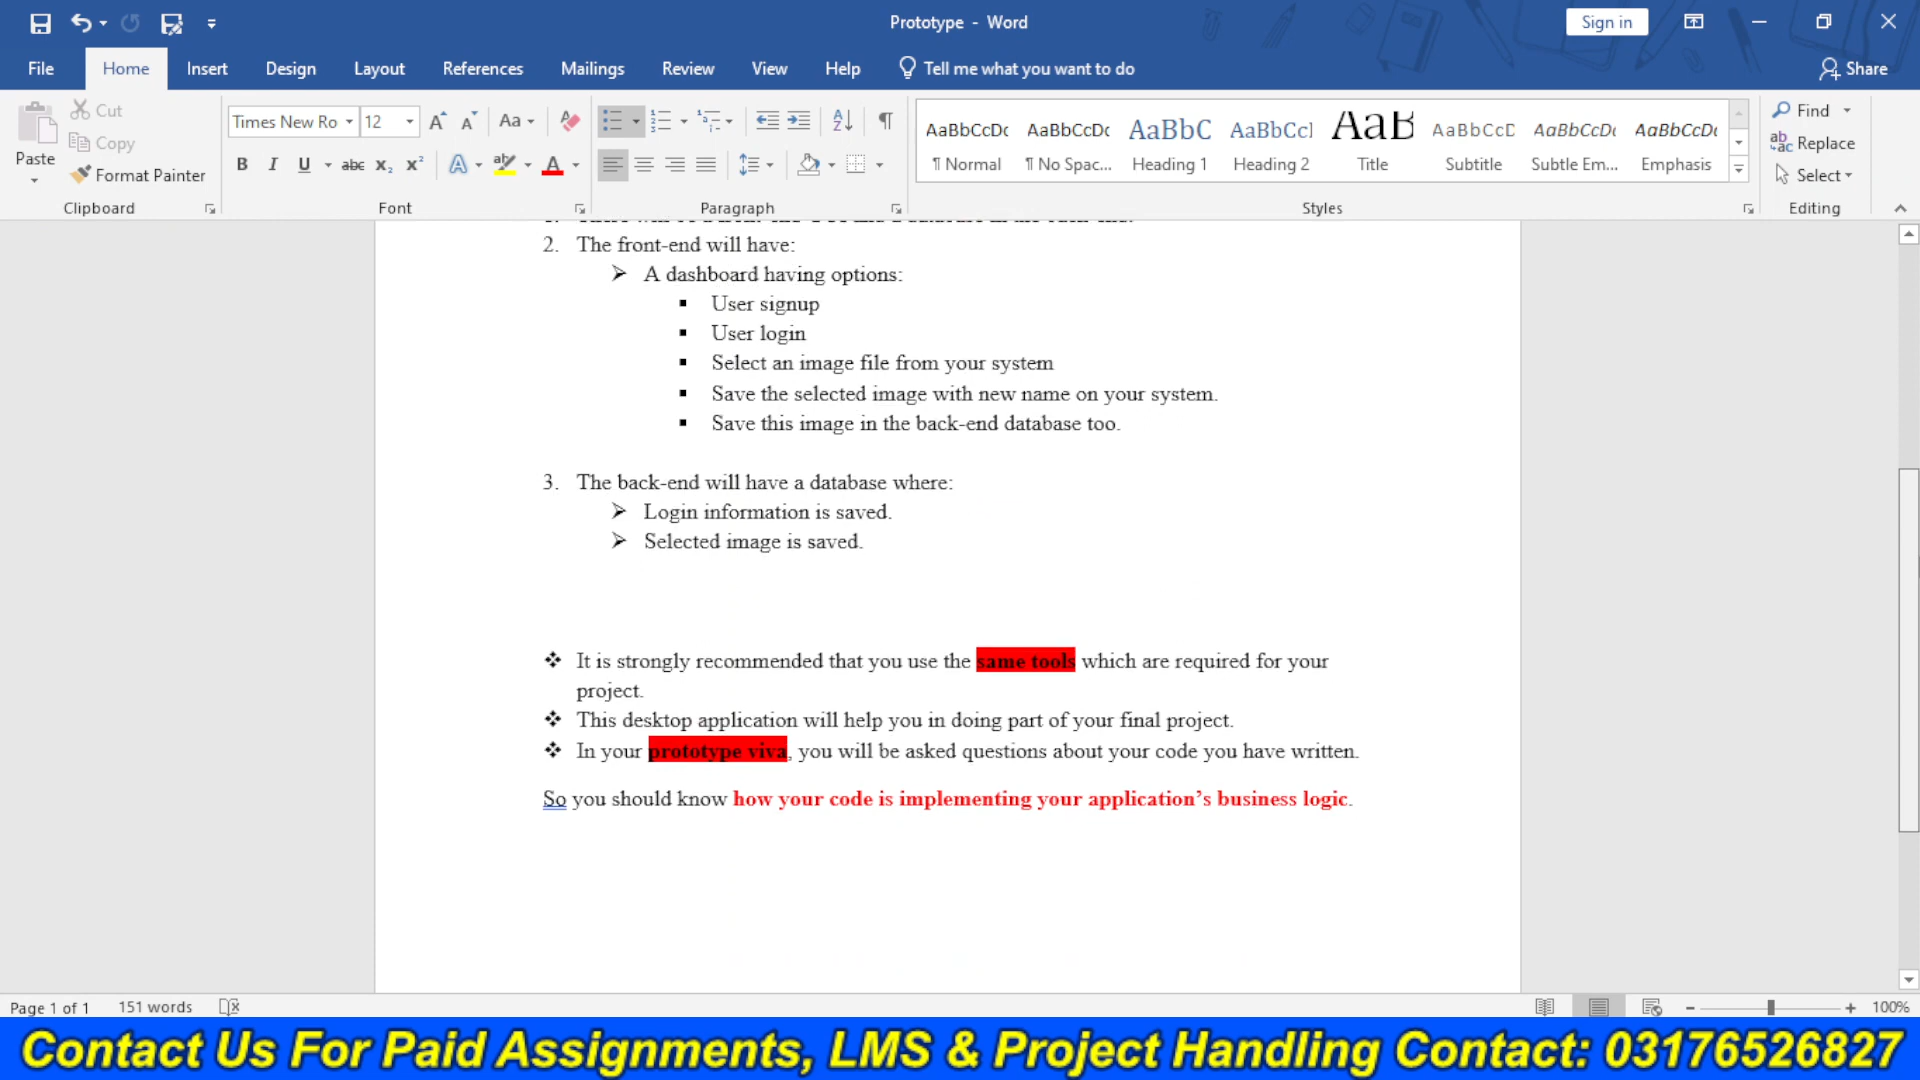 Prototype - Word
Sign in
File Home Insert Design Layout References Mailings Review View Help Tell me what you want to do Share
Paste
Cut
Copy
Format Painter
Clipboard
Times New Ro 12
Font
Paragraph
AaBbCcDc AaBbCcDc AaBbC AaBbCcl AaB AaBbCcD AaBbCcDc AaBbCcDc
¶ Normal ¶ No Spac... Heading 1 Heading 2 Title Subtitle Subtle Em... Emphasis
Styles
Find
Replace
Select
Editing
2. The front-end will have:
A dashboard having options:
User signup
User login
Select an image file from your system
Save the selected image with new name on your system.
Save this image in the back-end database too.
3. The back-end will have a database where:
Login information is saved.
Selected image is saved.
It is strongly recommended that you use the same tools which are required for your
project.
This desktop application will help you in doing part of your final project.
In your prototype viva, you will be asked questions about your code you have written.
So you should know how your code is implementing your application’s business logic.
Page 1 of 1 151 words 100%
Contact Us For Paid Assignments, LMS & Project Handling Contact: 03176526827